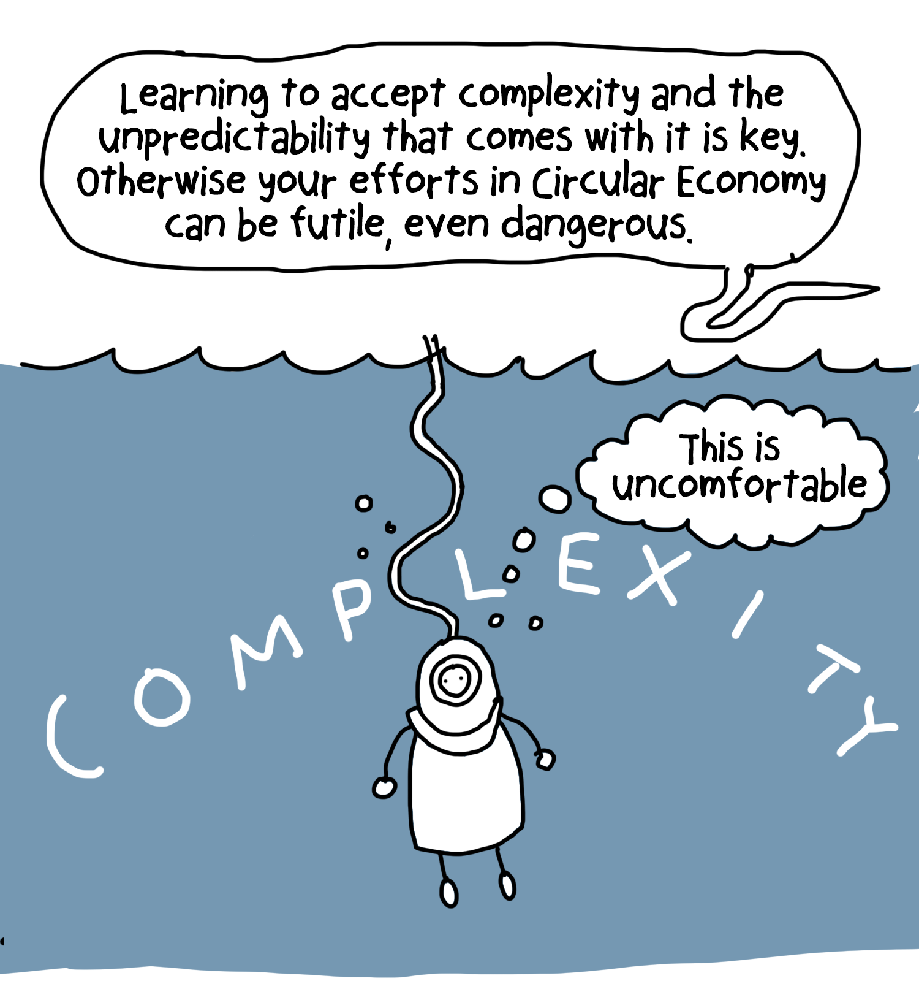 Learning to accept complexity and the
unpredictability that comes with it is key.
Otherwise your efforts in Circular Economy
can be futile, even dangerous.
This is
uncomfortable
COMPLEXITY